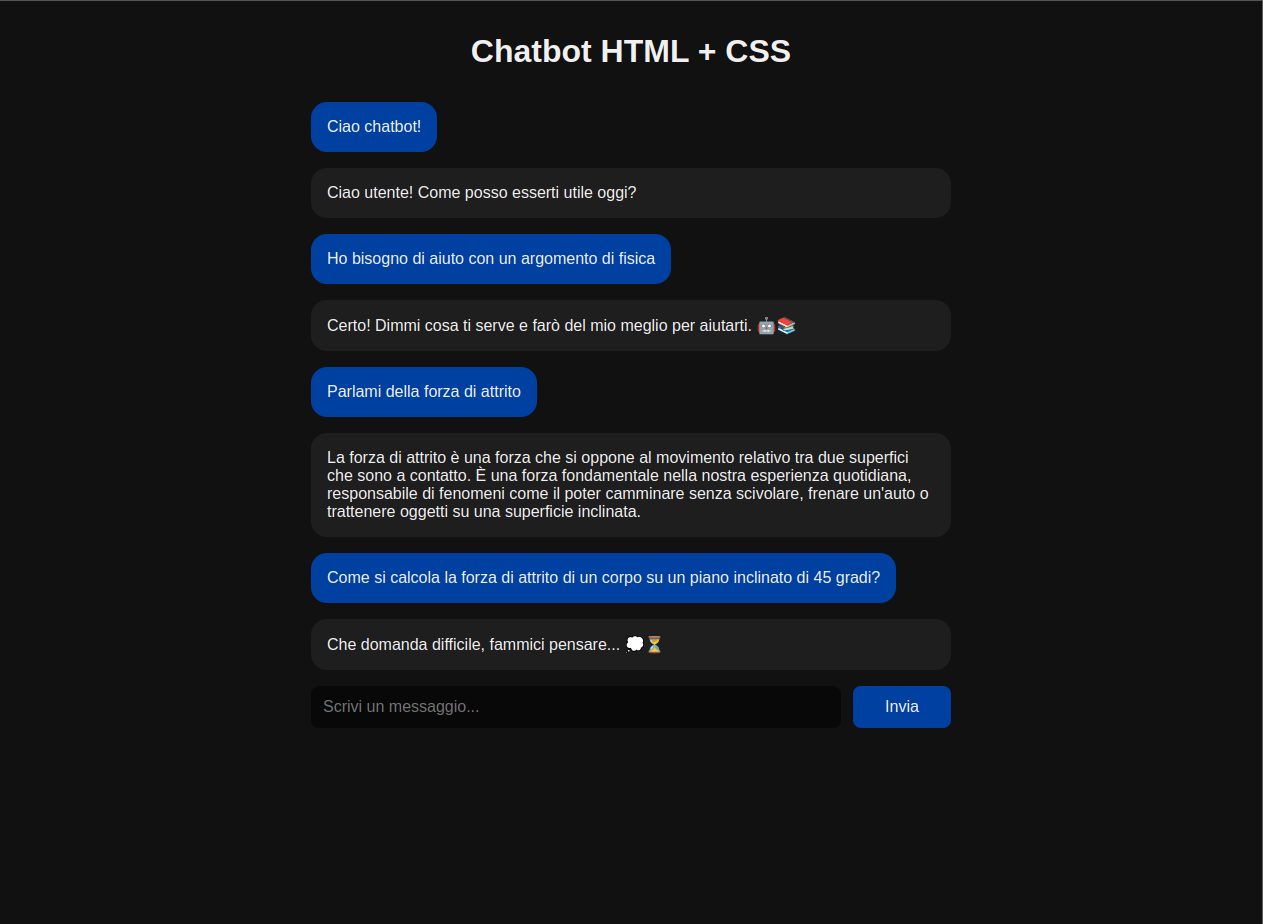 Chatbot HTML + CSS
Ciao chatbot!
Ciao utente! Come posso esserti utile oggi?
Ho bisogno di aiuto con un argomento di fisica
Certo! Dimmi cosa ti serve e farò del mio meglio per aiutarti. 🤖📚
Parlami della forza di attrito
La forza di attrito è una forza che si oppone al movimento relativo tra due superfici
che sono a contatto. È una forza fondamentale nella nostra esperienza quotidiana,
responsabile di fenomeni come il poter camminare senza scivolare, frenare un'auto o
trattenere oggetti su una superficie inclinata.
Come si calcola la forza di attrito di un corpo su un piano inclinato di 45 gradi?
Che domanda difficile, fammici pensare... 💭⏳
Scrivi un messaggio...
Invia